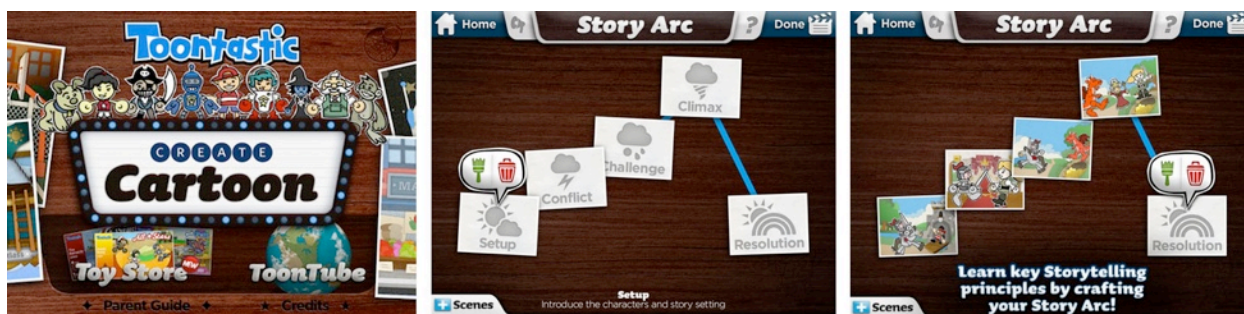 Toontastic
CREATE
Cartoon
NEW
Toy Store
ToonTube
Parent Guide
Credits
Home
?
Story Arc
Done
Climax
Challenge
Conflict
Setup
Resolution
Setup
Introduce the characters and story setting
+ Scenes
Home
?
Story Arc
Done
Resolution
Learn key Storytelling
principles by crafting
your Story Arc!
+ Scenes